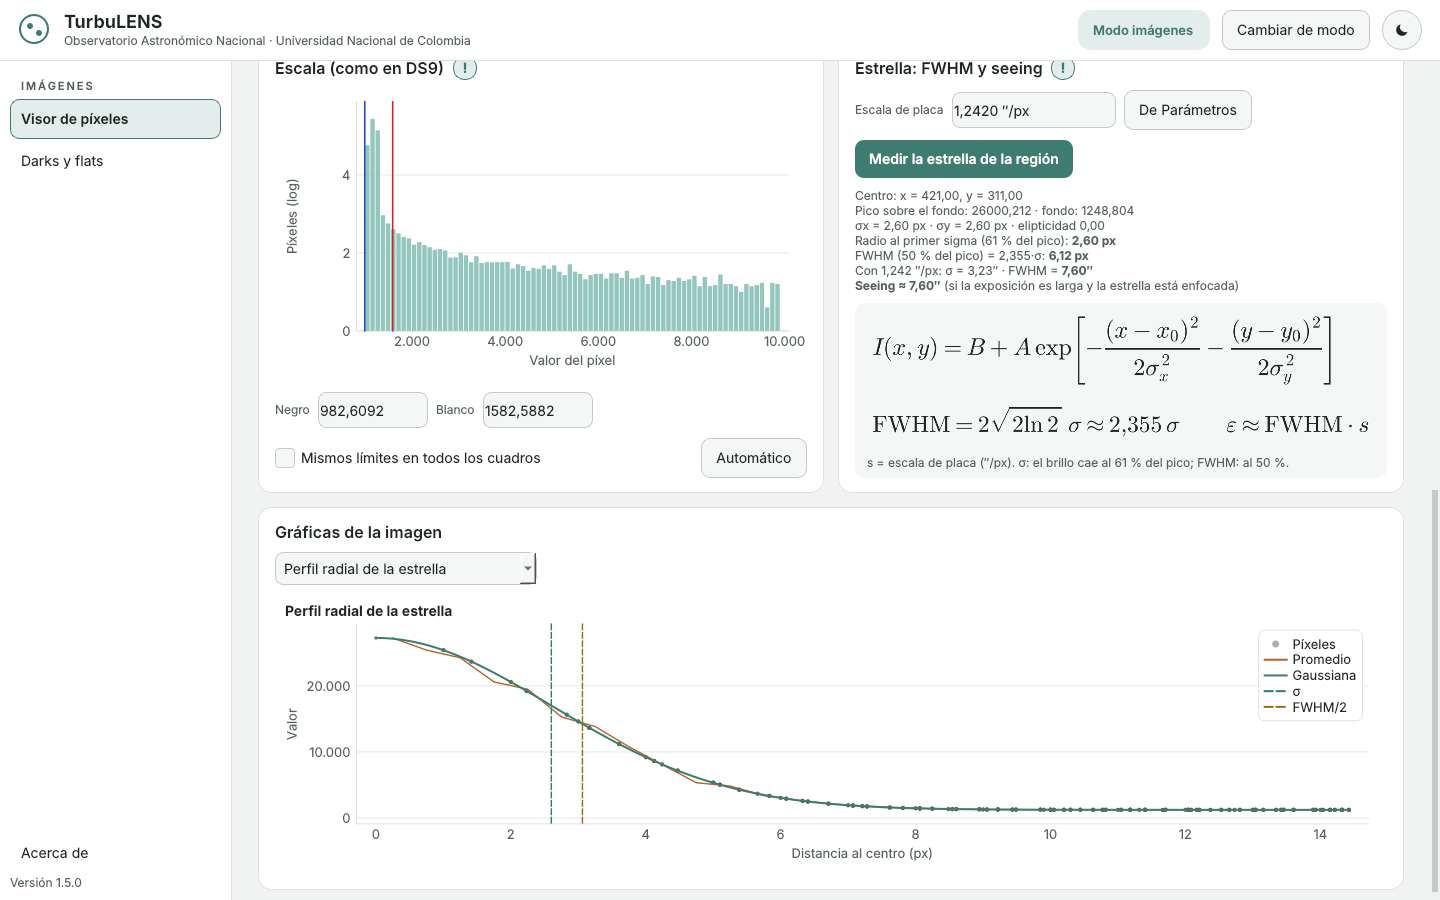 TurbuLENS
Observatorio Astronómico Nacional · Universidad Nacional de Colombia
Modo imágenes
Cambiar de modo
IMÁGENES
Visor de píxeles
Darks y flats
Acerca de
Versión 1.5.0
Escala (como en DS9) !
Píxeles (log)
4
2
0
2.000 4.000 6.000 8.000 10.000
Valor del píxel
Negro 982,6092 Blanco 1582,5882
Mismos límites en todos los cuadros
Automático
Estrella: FWHM y seeing !
Escala de placa 1,2420 ″/px De Parámetros
Medir la estrella de la región
Centro: x = 421,00, y = 311,00
Pico sobre el fondo: 26000,212 · fondo: 1248,804
σx = 2,60 px · σy = 2,60 px · elipticidad 0,00
Radio al primer sigma (61 % del pico): 2,60 px
FWHM (50 % del pico) = 2,355·σ: 6,12 px
Con 1,242 ″/px: σ = 3,23″ · FWHM = 7,60″
Seeing ≈ 7,60″ (si la exposición es larga y la estrella está enfocada)
I(x, y) = B + A exp[−(x − x₀)²/2σₓ² − (y − y₀)²/2σ_y²]
FWHM = 2√(2 ln 2) σ ≈ 2,355 σ ε ≈ FWHM · s
s = escala de placa (″/px). σ: el brillo cae al 61 % del pico; FWHM: al 50 %.
Gráficas de la imagen
Perfil radial de la estrella
Perfil radial de la estrella
Valor
20.000
10.000
0
0 2 4 6 8 10 12 14
Distancia al centro (px)
Píxeles
Promedio
Gaussiana
σ
FWHM/2